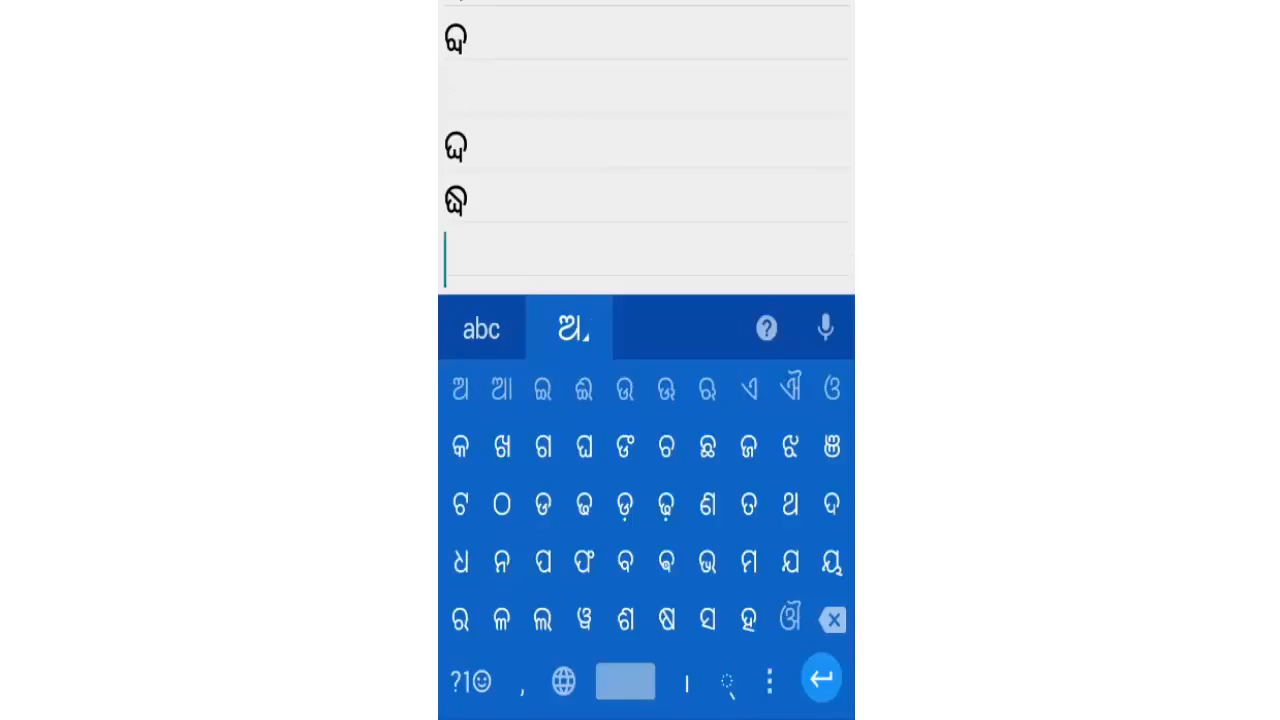 ଦ୍ଦ
ଦ୍ଧ
abc ଅ
ଅ ଆ ଇ ଈ ଉ ଊ ଋ ଏ ଐ ଓ
କ ଖ ଗ ଘ ଙ ଚ ଛ ଜ ଝ ଞ
ଟ ଠ ଡ ଢ ଡ଼ ଢ଼ ଣ ତ ଥ ଦ
ଧ ନ ପ ଫ ବ ଵ ଭ ମ ଯ ୟ
ର ଳ ଲ ୱ ଶ ଷ ସ ହ ଔ
?1☺ , । ୍